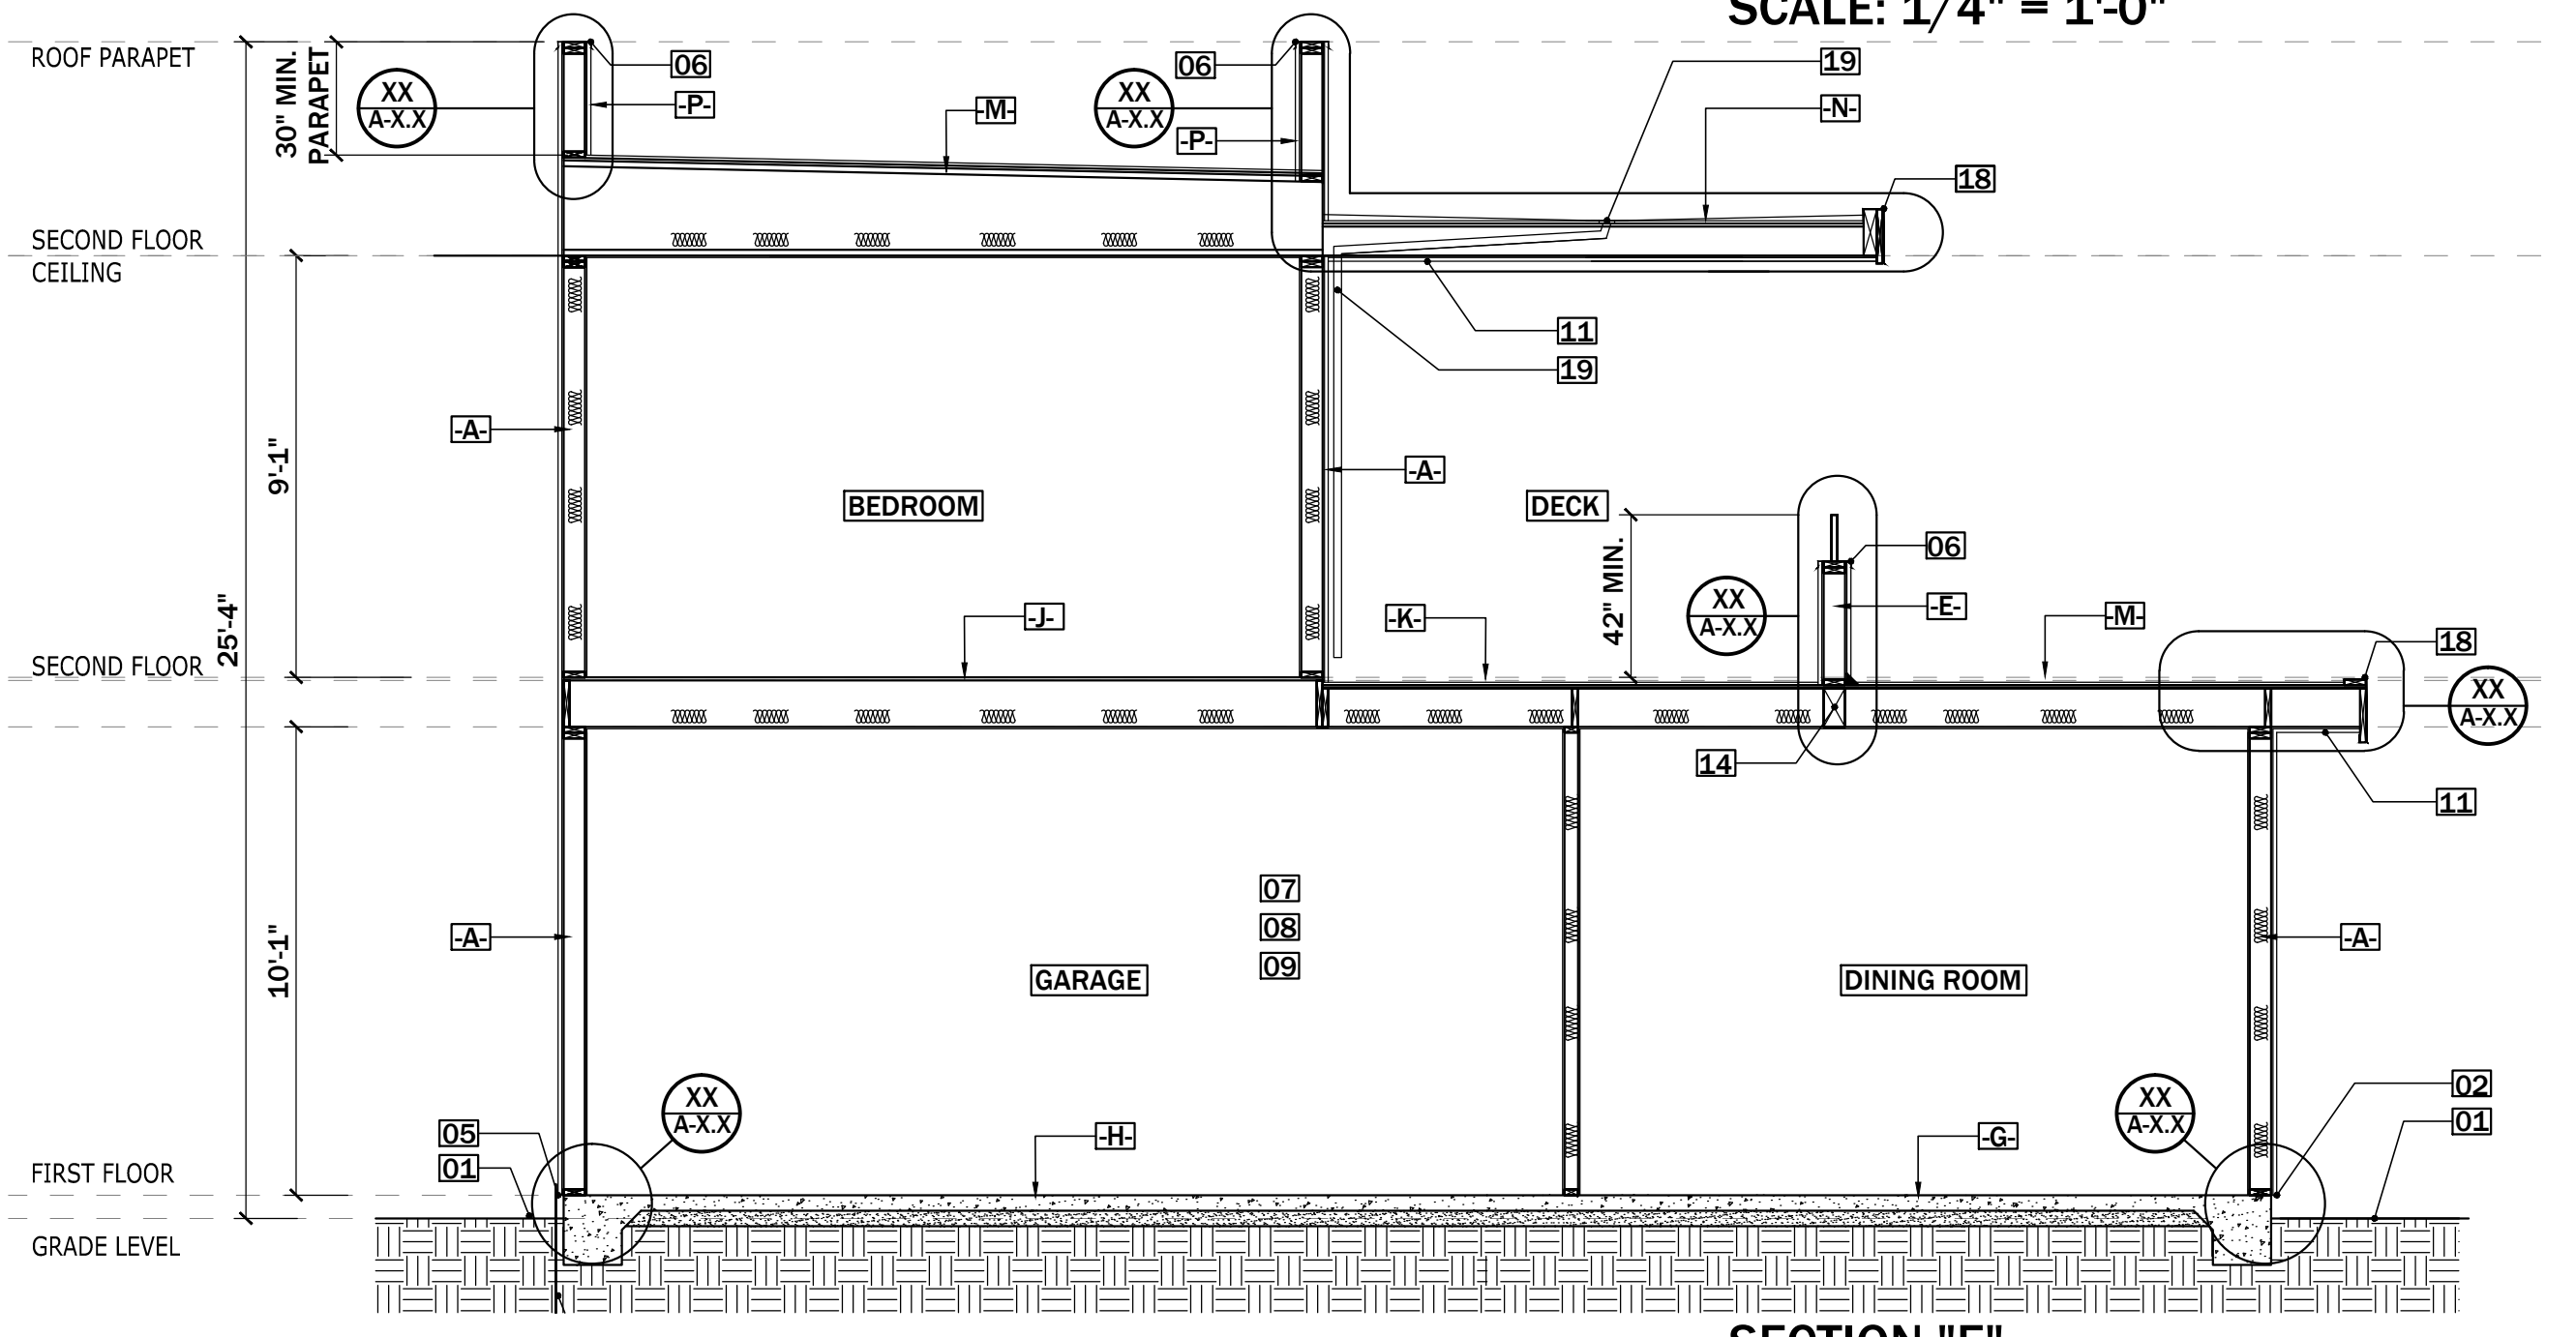 SCALE: 1/4" = 1'-0"
ROOF PARAPET
30" MIN.
PARAPET
XX
A-X.X
06
-P-
-M-
06
XX
A-X.X
-P-
19
-N-
18
SECOND FLOOR
CEILING
11
19
-A-
9'-1"
-A-
BEDROOM
DECK
42" MIN.
06
XX
A-X.X
-E-
25'-4"
-J-
-K-
-M-
18
SECOND FLOOR
XX
A-X.X
14
11
07
08
09
-A-
10'-1"
GARAGE
DINING ROOM
-A-
XX
A-X.X
XX
A-X.X
02
01
05
01
-H-
-G-
FIRST FLOOR
GRADE LEVEL
SECTION "F"